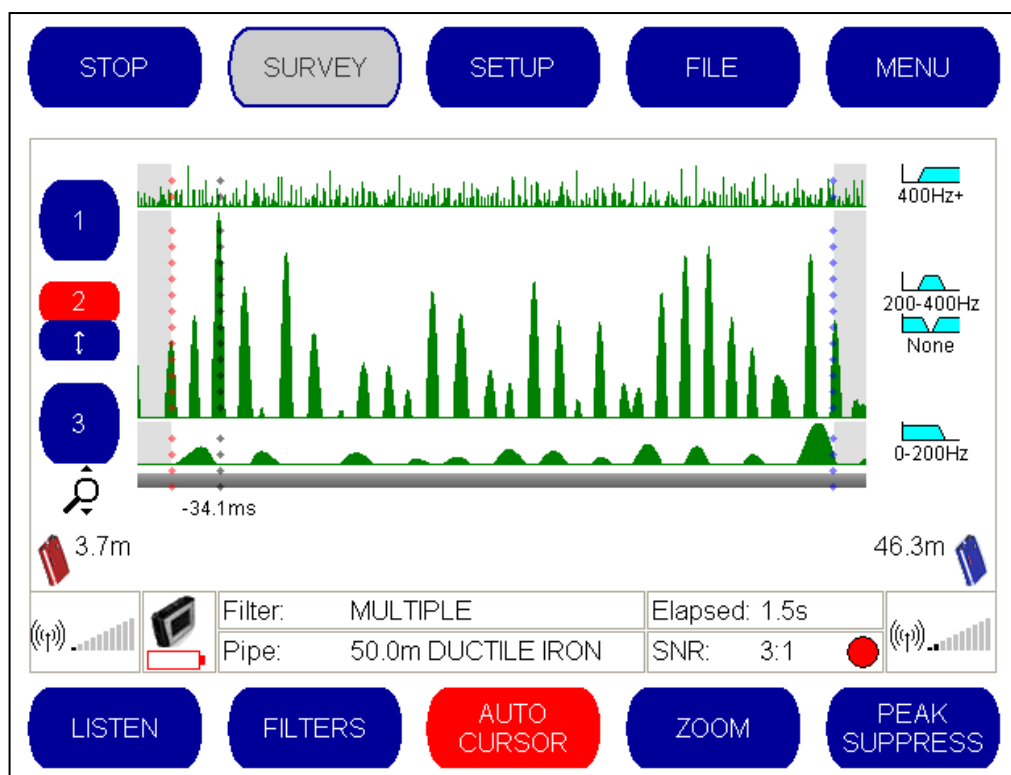 STOP
SURVEY
SETUP
FILE
MENU
1
2
3
400Hz+
200-400Hz
None
0-200Hz
-34.1ms
3.7m
46.3m
Filter: MULTIPLE
Elapsed: 1.5s
Pipe: 50.0m DUCTILE IRON
SNR: 3:1
LISTEN
FILTERS
AUTO
CURSOR
ZOOM
PEAK
SUPPRESS